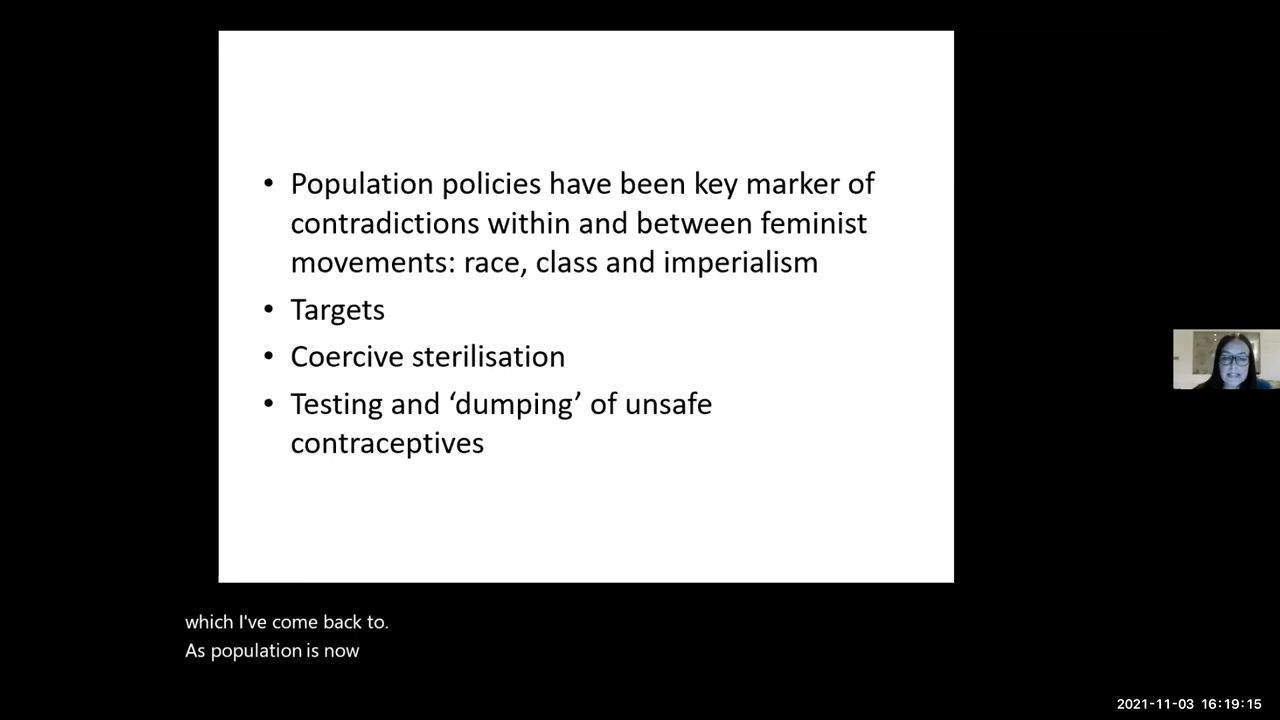 • Population policies have been key marker of
contradictions within and between feminist
movements: race, class and imperialism
• Targets
• Coercive sterilisation
• Testing and ‘dumping’ of unsafe
contraceptives
which I've come back to.
As population is now
2021-11-03 16:19:15